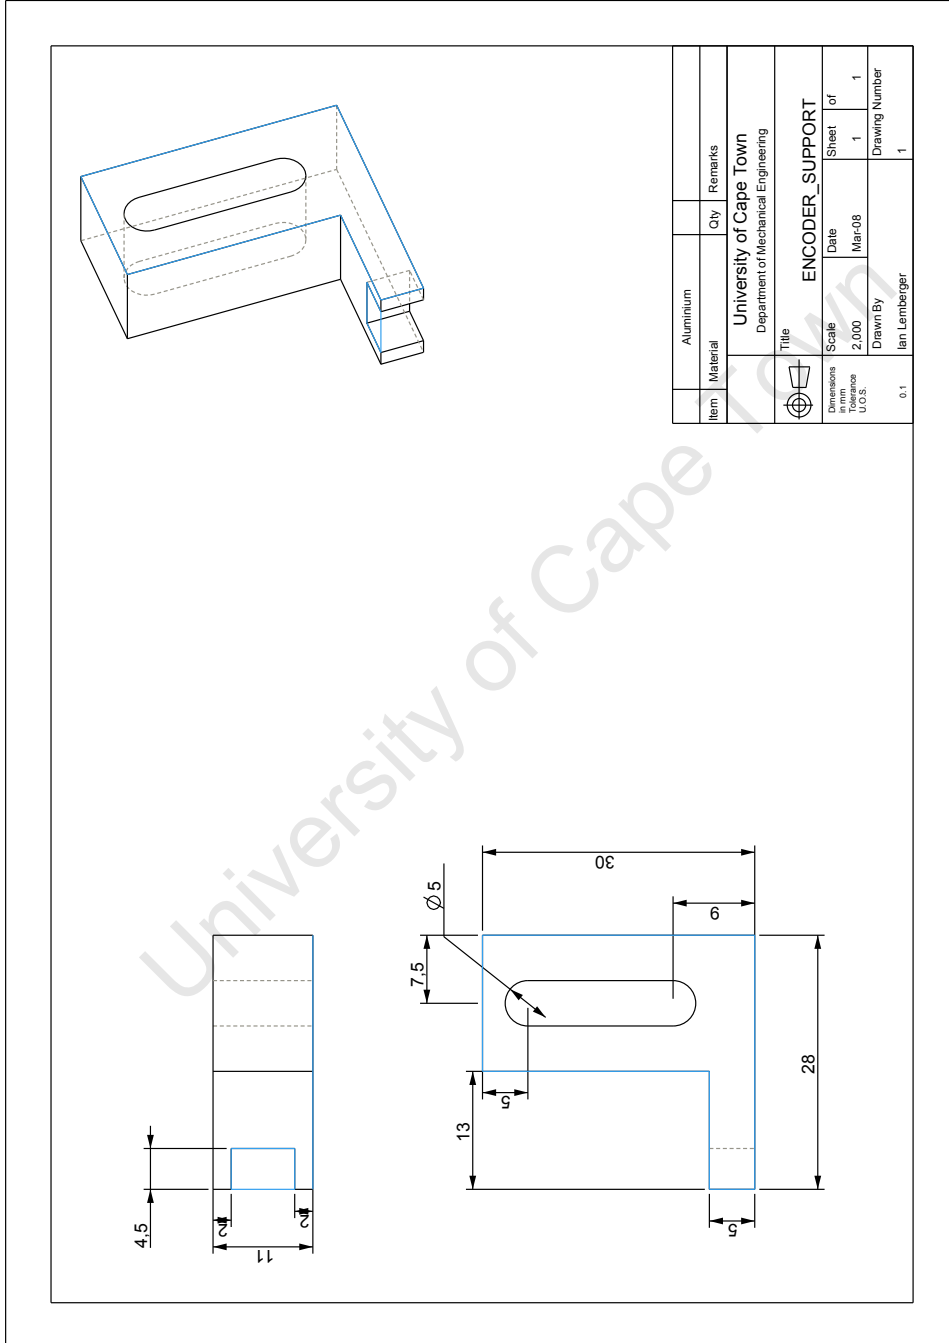 Aluminium
Item
Material
Qty
Remarks
University of Cape Town
Department of Mechanical Engineering
Title
ENCODER_SUPPORT
Dimensions
in mm
Tolerance
U.O.S.
0.1
Scale
2,000
Date
Mar-08
Sheet
1
of
1
Drawn By
Ian Lemberger
Drawing Number
1
University of Cape Town
30
9
∅ 5
7,5
5
13
28
5
4,5
2
2
11